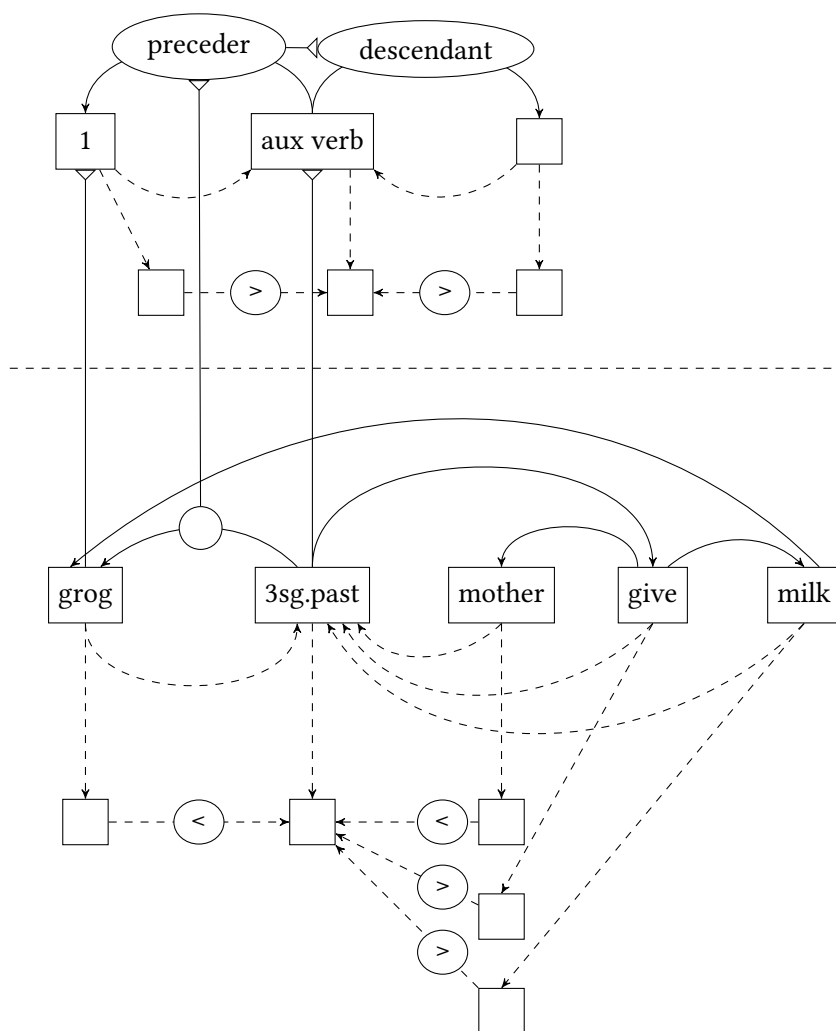 preceder descendant
1 aux verb
> >
grog 3sg.past mother give milk
< <
>
>